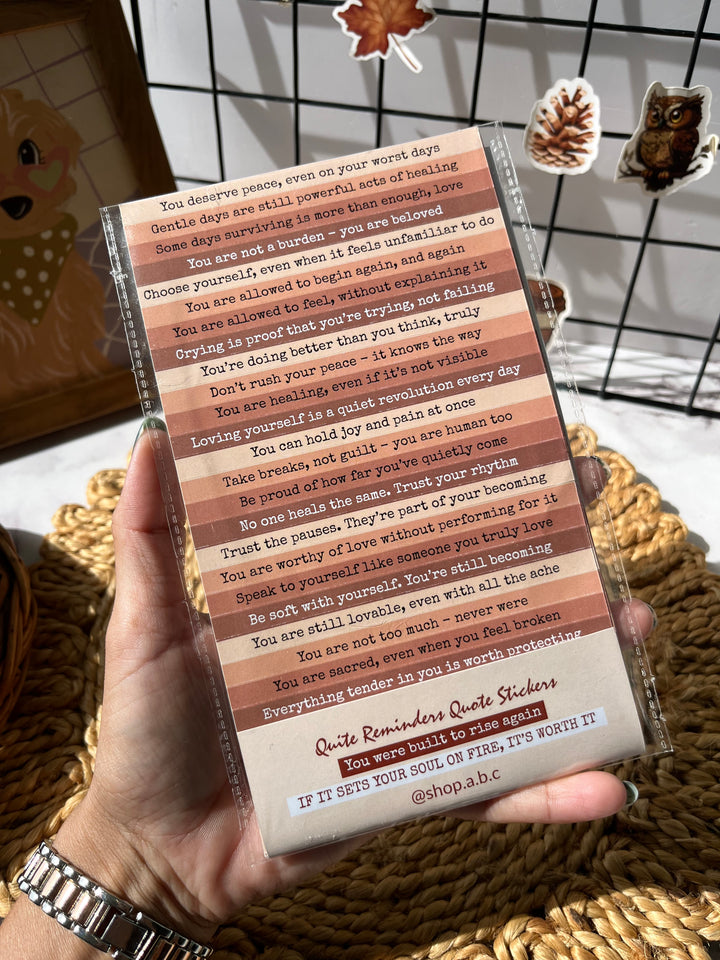 You deserve peace, even on your worst days
Gentle days are still powerful acts of healing
Some days surviving is more than enough, love
You are not a burden – you are beloved
Choose yourself, even when it feels unfamiliar to do
You are allowed to begin again, and again
You are allowed to feel, without explaining it
Crying is proof that you're trying, not failing
You're doing better than you think, truly
Don't rush your peace – it knows the way
You are healing, even if it's not visible
Loving yourself is a quiet revolution every day
You can hold joy and pain at once
Take breaks, not guilt – you are human too
Be proud of how far you've quietly come
No one heals the same. Trust your rhythm
Trust the pauses. They're part of your becoming
You are worthy of love without performing for it
Speak to yourself like someone you truly love
Be soft with yourself. You're still becoming
You are still lovable, even with all the ache
You are not too much – never were
You are sacred, even when you feel broken
Everything tender in you is worth protecting
Quite Reminders Quote Stickers
You were built to rise again
IF IT SETS YOUR SOUL ON FIRE, IT'S WORTH IT
@shop.a.b.c